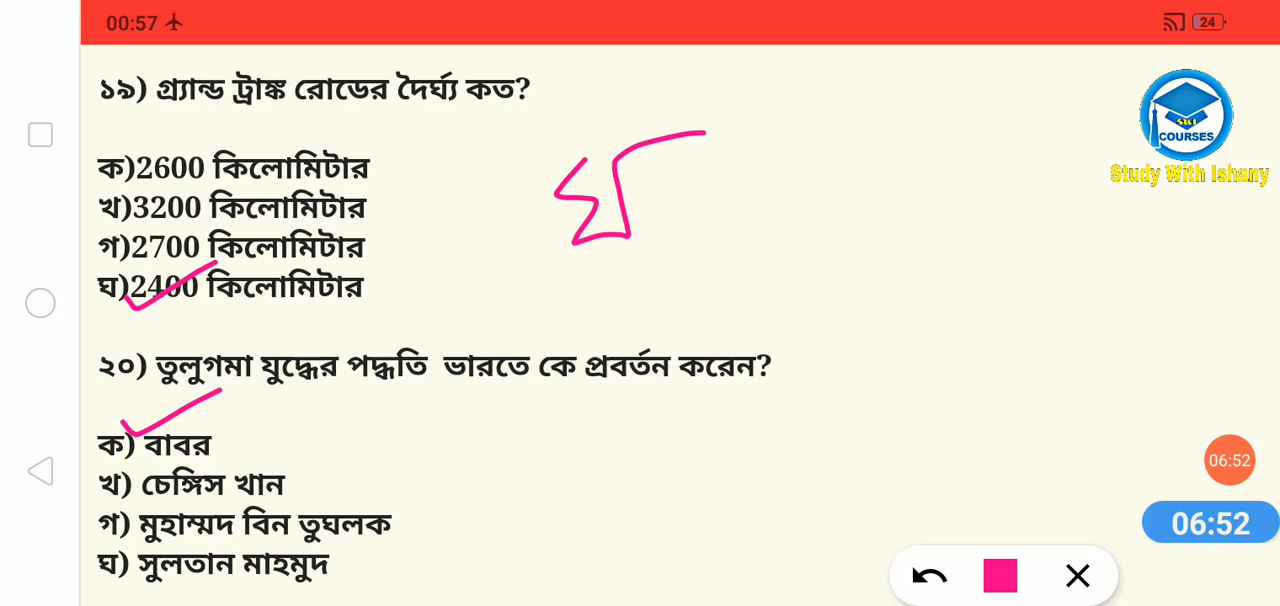 00:57
24
১৯) গ্র্যান্ড ট্রাঙ্ক রোডের দৈর্ঘ্য কত?
ক)2600 কিলোমিটার
খ)3200 কিলোমিটার
গ)2700 কিলোমিটার
ঘ)2400 কিলোমিটার
ঘ
SWI
COURSES
Study With Ishany
২০) তুলুগমা যুদ্ধের পদ্ধতি ভারতে কে প্রবর্তন করেন?
ক) বাবর
খ) চেঙ্গিস খান
গ) মুহাম্মদ বিন তুঘলক
ঘ) সুলতান মাহমুদ
06:52
06:52